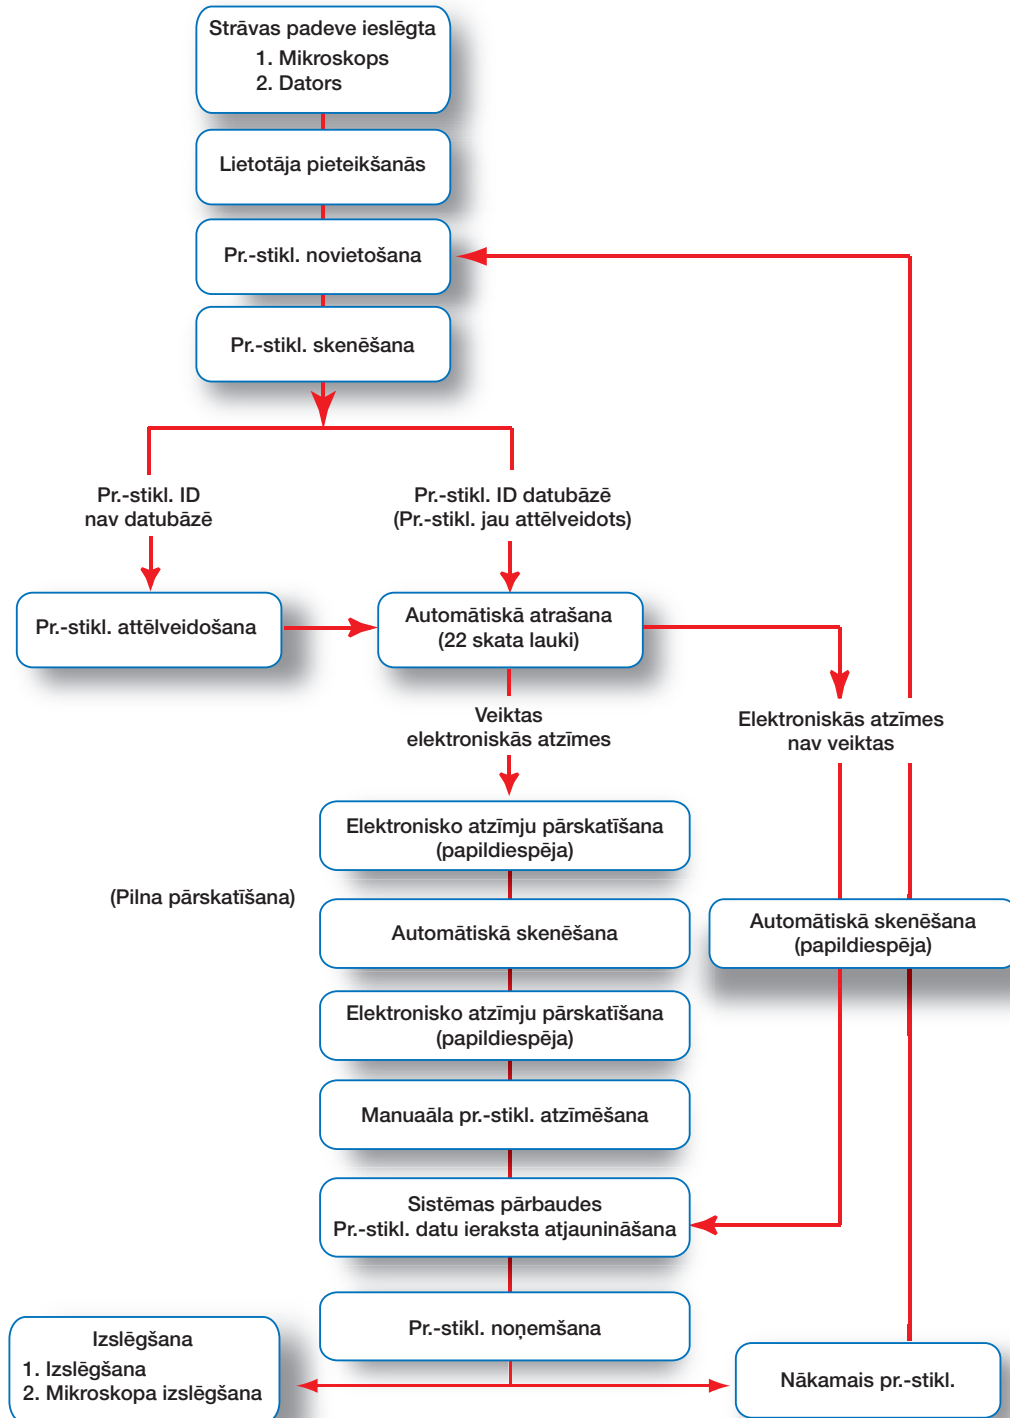 Strāvas padeve ieslēgta
1. Mikroskops
2. Dators
Lietotāja pieteikšanās
Pr.-stikl. novietošana
Pr.-stikl. skenēšana
Pr.-stikl. ID
nav datubāzē
Pr.-stikl. ID datubāzē
(Pr.-stikl. jau attēlveidots)
Pr.-stikl. attēlveidošana
Automātiskā atrašana
(22 skata lauki)
Veiktas
elektroniskās atzīmes
Elektroniskās atzīmes
nav veiktas
Elektronisko atzīmju pārskatīšana
(papildiespēja)
(Pilna pārskatīšana)
Automātiskā skenēšana
Automātiskā skenēšana
(papildiespēja)
Elektronisko atzīmju pārskatīšana
(papildiespēja)
Manuaāla pr.-stikl. atzīmēšana
Sistēmas pārbaudes
Pr.-stikl. datu ieraksta atjaunināšana
Pr.-stikl. noņemšana
Izslēgšana
1. Izslēgšana
2. Mikroskopa izslēgšana
Nākamais pr.-stikl.